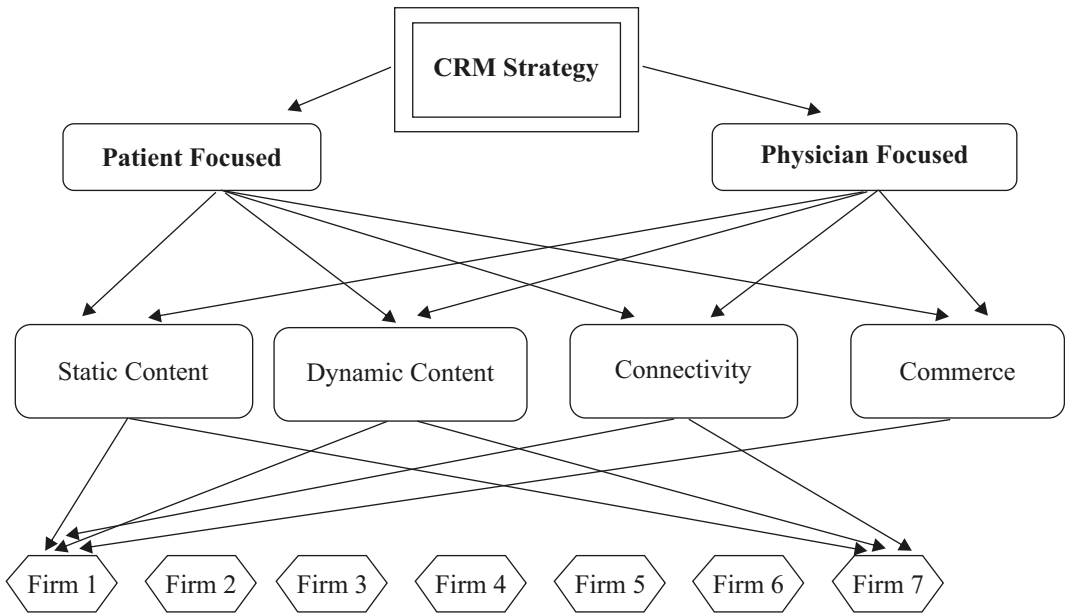 CRM Strategy
Patient Focused
Physician Focused
Static Content
Dynamic Content
Connectivity
Commerce
Firm 1
Firm 2
Firm 3
Firm 4
Firm 5
Firm 6
Firm 7